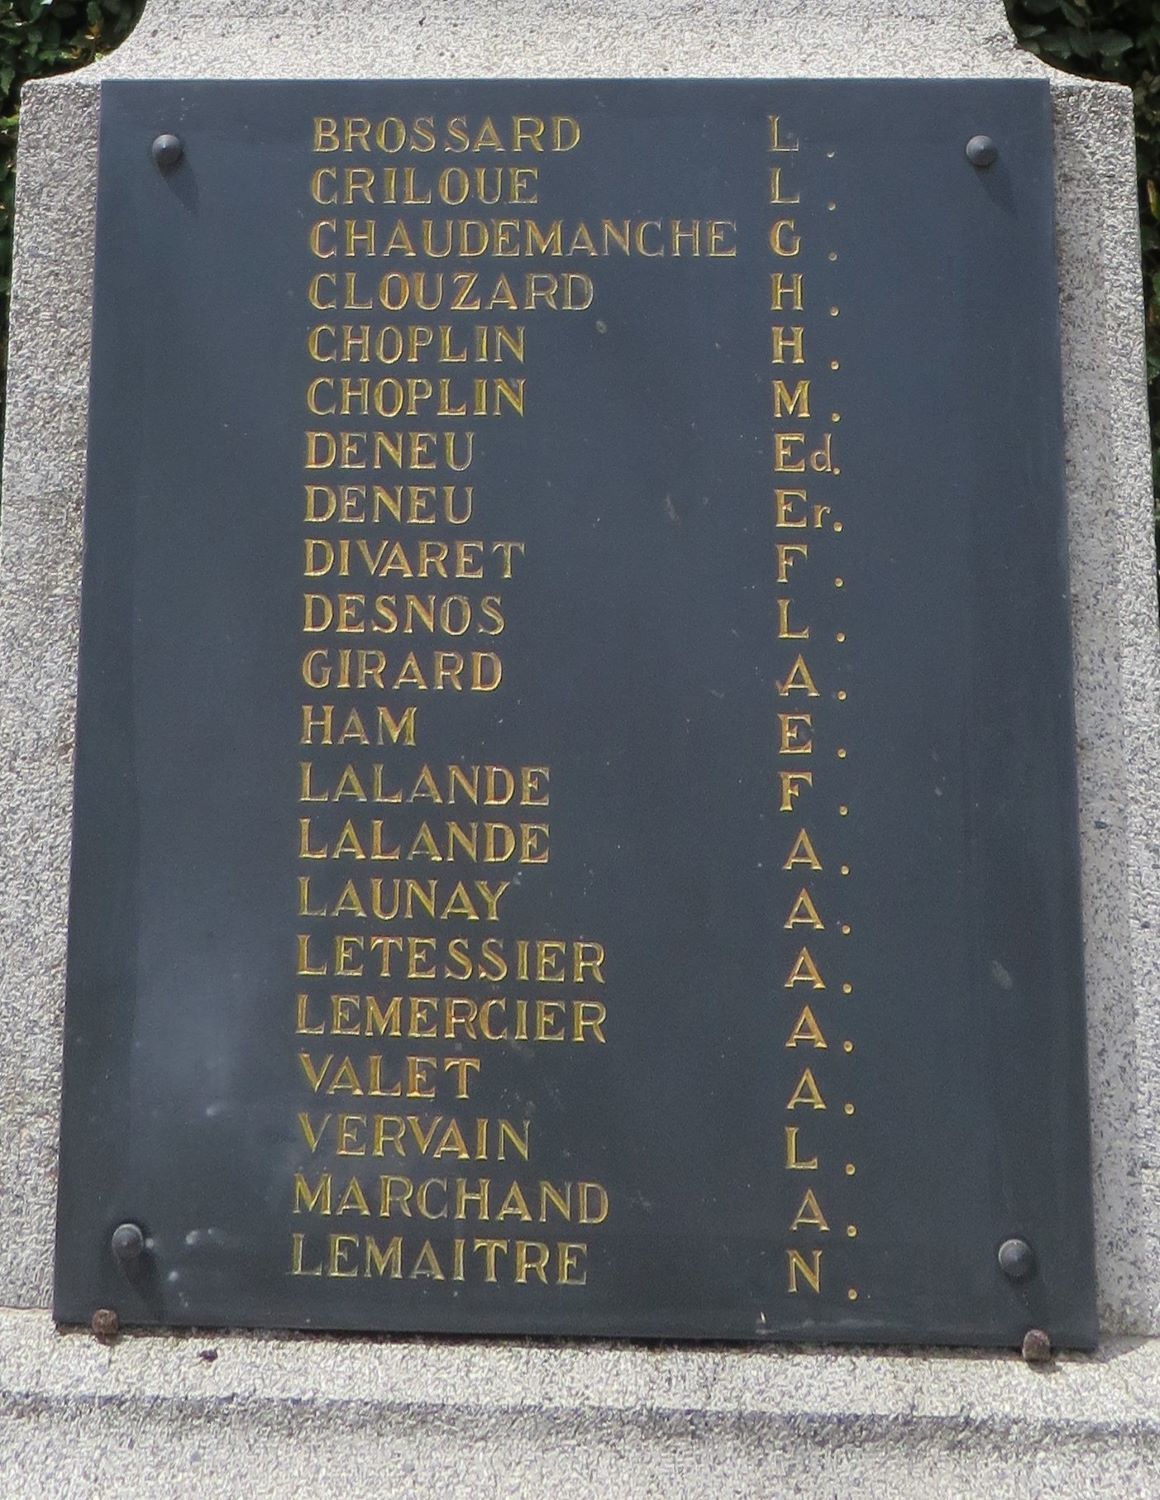 BROSSARD L.
CRILOUE L.
CHAUDEMANCHE G.
CLOUZARD H.
CHOPLIN H.
CHOPLIN M.
DENEU Ed.
DENEU Er.
DIVARET F.
DESNOS L.
GIRARD A.
HAM E.
LALANDE F.
LALANDE A.
LAUNAY A.
LETESSIER A.
LEMERCIER A.
VALET A.
VERVAIN L.
MARCHAND A.
LEMAITRE N.